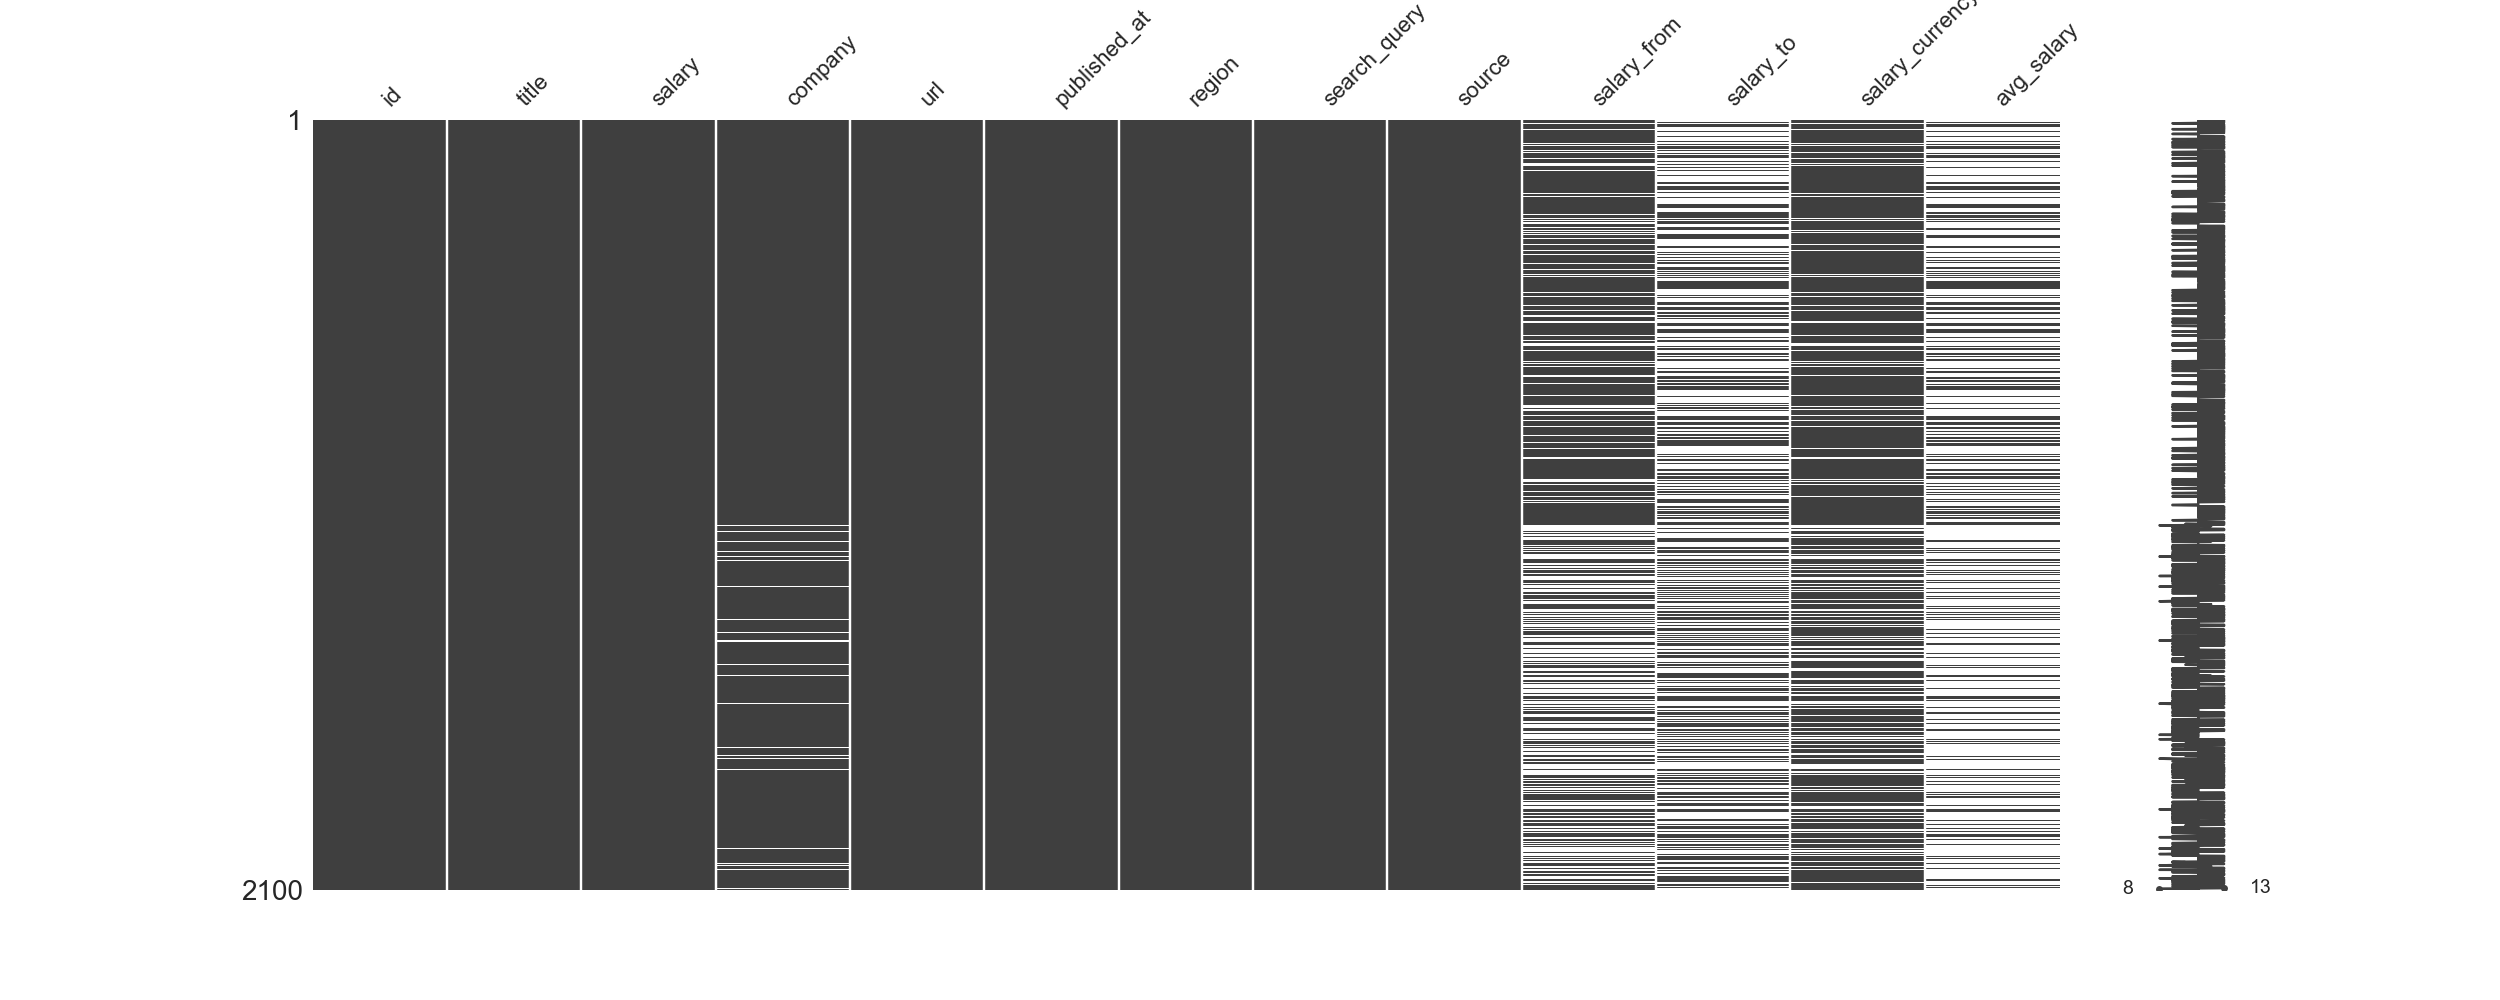 id
title
salary
company
url
published_at
region
search_query
source
salary_from
salary_to
salary_currency
avg_salary
1
2100
8
13